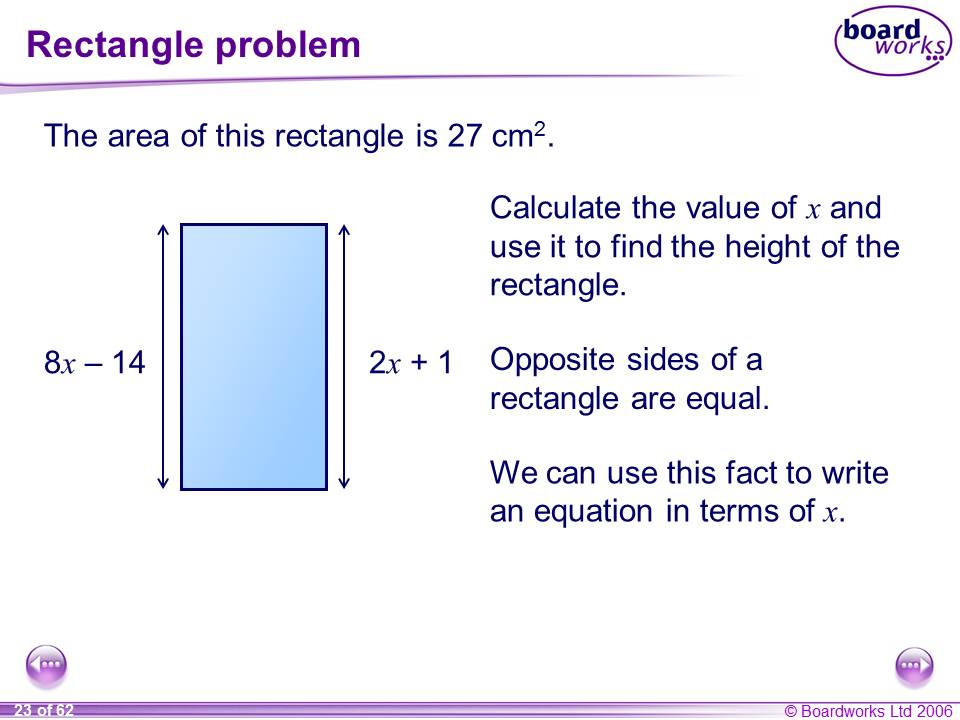 Rectangle problem
board
works
The area of this rectangle is 27 cm².
Calculate the value of x and
use it to find the height of the
rectangle.
8x – 14
2x + 1
Opposite sides of a
rectangle are equal.
We can use this fact to write
an equation in terms of x.
23 of 62
© Boardworks Ltd 2006